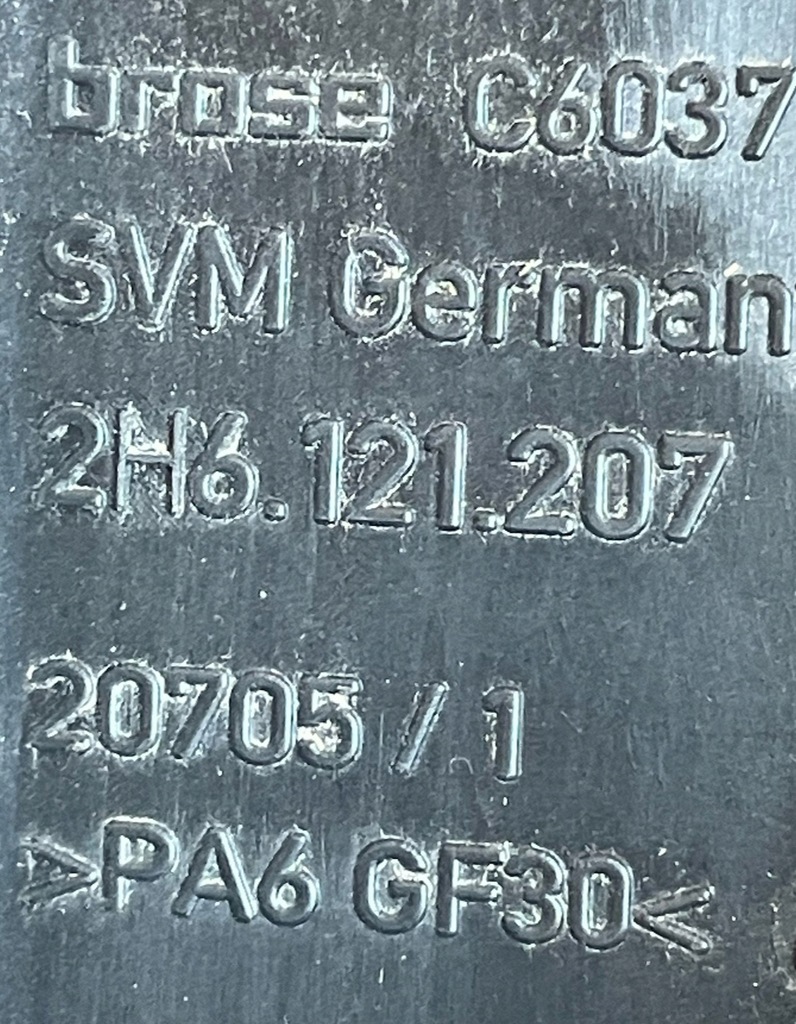 brose C6037
SVM German
2H6.121.207
20705 / 1
>PA6 GF30<